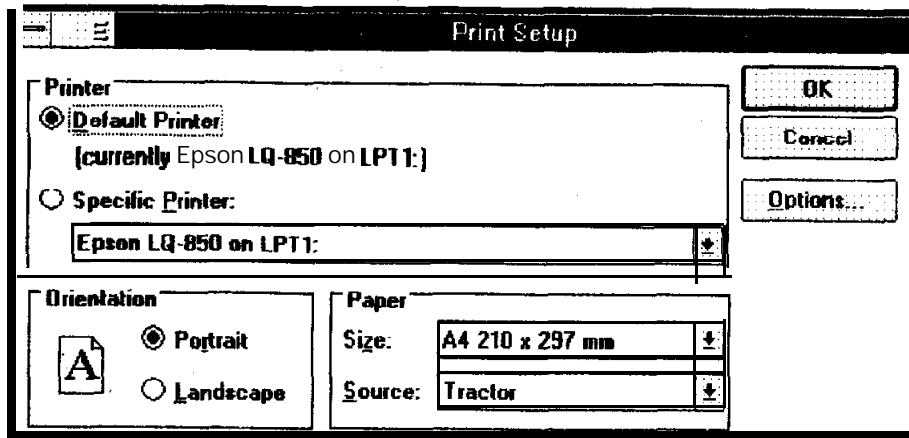 Print Setup
Printer
Default Printer
(currently Epson LQ-850 on LPT1:)
Specific Printer:
Epson LQ-850 on LPT1:
OK
Cancel
Options...
Orientation
A
Portrait
Landscape
Paper
Size: A4 210 x 297 mm
Source: Tractor